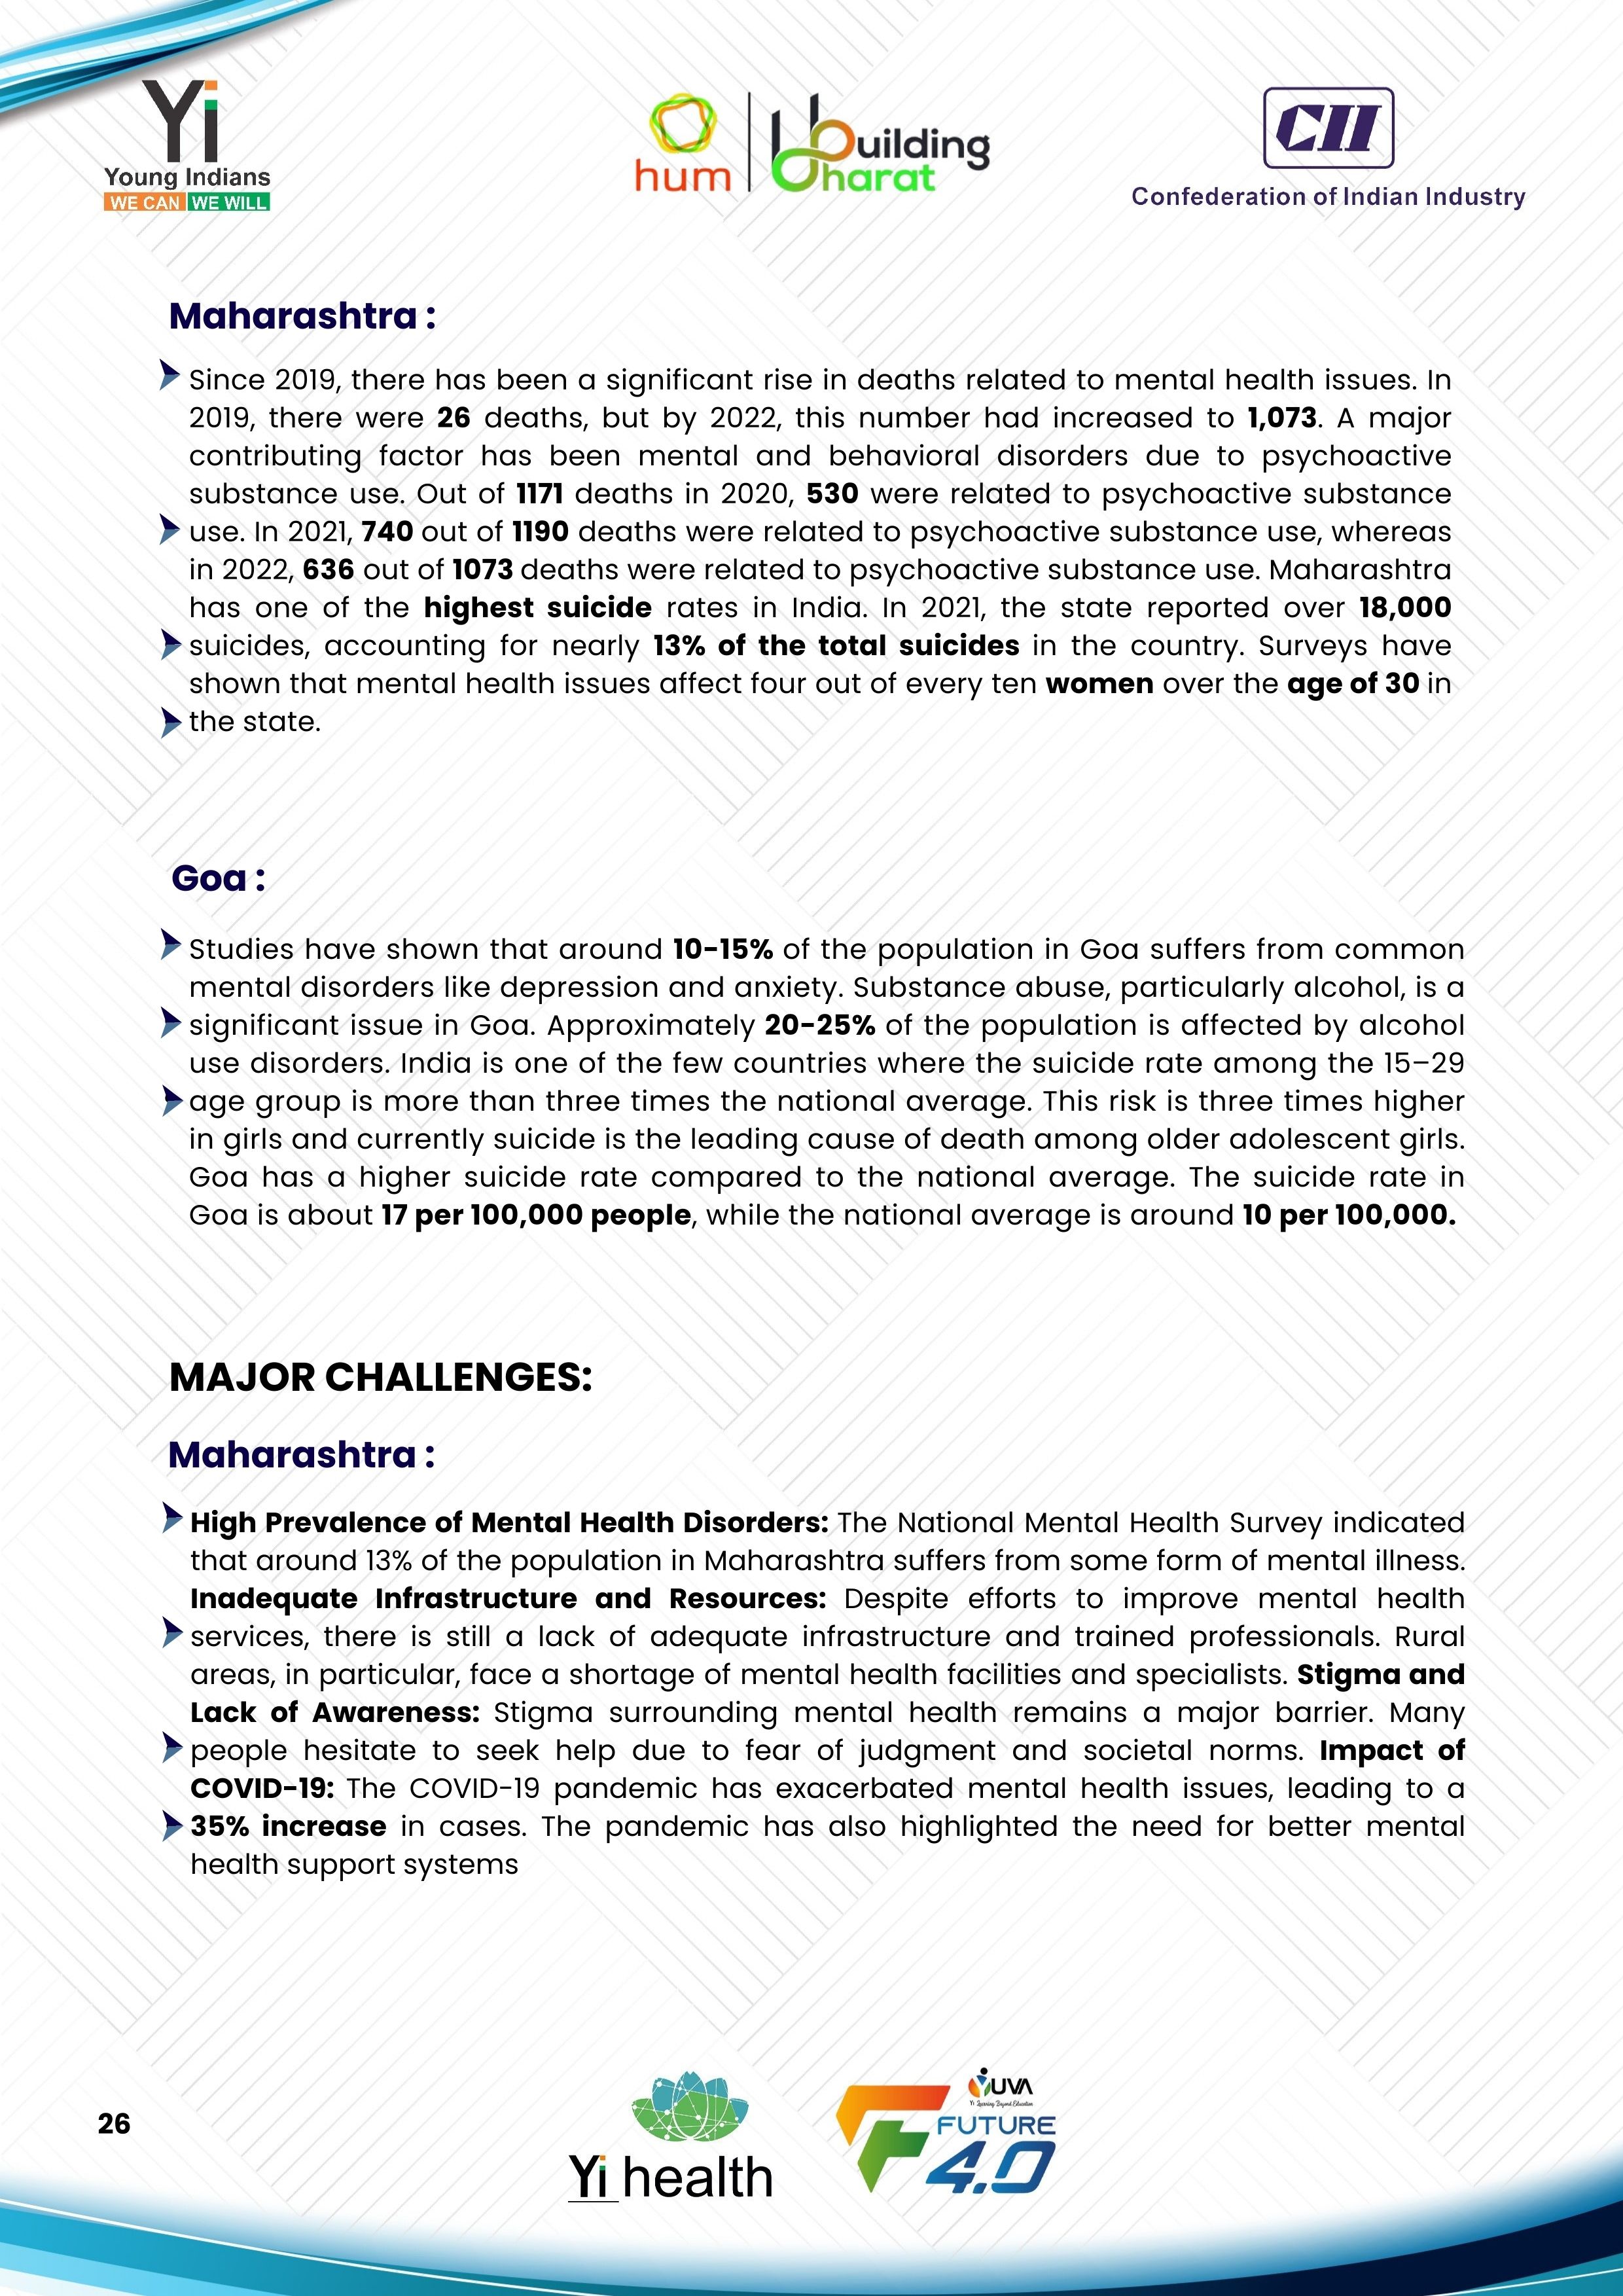 Yi
Young Indians
WE CAN WE WILL
hum
Building
Bharat
CII
Confederation of Indian Industry
Maharashtra :
Since 2019, there has been a significant rise in deaths related to mental health issues. In
2019, there were 26 deaths, but by 2022, this number had increased to 1,073. A major
contributing factor has been mental and behavioral disorders due to psychoactive
substance use. Out of 1171 deaths in 2020, 530 were related to psychoactive substance
use. In 2021, 740 out of 1190 deaths were related to psychoactive substance use, whereas
in 2022, 636 out of 1073 deaths were related to psychoactive substance use. Maharashtra
has one of the highest suicide rates in India. In 2021, the state reported over 18,000
suicides, accounting for nearly 13% of the total suicides in the country. Surveys have
shown that mental health issues affect four out of every ten women over the age of 30 in
the state.
Goa :
Studies have shown that around 10-15% of the population in Goa suffers from common
mental disorders like depression and anxiety. Substance abuse, particularly alcohol, is a
significant issue in Goa. Approximately 20-25% of the population is affected by alcohol
use disorders. India is one of the few countries where the suicide rate among the 15–29
age group is more than three times the national average. This risk is three times higher
in girls and currently suicide is the leading cause of death among older adolescent girls.
Goa has a higher suicide rate compared to the national average. The suicide rate in
Goa is about 17 per 100,000 people, while the national average is around 10 per 100,000.
MAJOR CHALLENGES:
Maharashtra :
High Prevalence of Mental Health Disorders: The National Mental Health Survey indicated
that around 13% of the population in Maharashtra suffers from some form of mental illness.
Inadequate Infrastructure and Resources: Despite efforts to improve mental health
services, there is still a lack of adequate infrastructure and trained professionals. Rural
areas, in particular, face a shortage of mental health facilities and specialists. Stigma and
Lack of Awareness: Stigma surrounding mental health remains a major barrier. Many
people hesitate to seek help due to fear of judgment and societal norms. Impact of
COVID-19: The COVID-19 pandemic has exacerbated mental health issues, leading to a
35% increase in cases. The pandemic has also highlighted the need for better mental
health support systems
26
Yi health
YUVA
Yi Learning Beyond Education
FUTURE
4.0